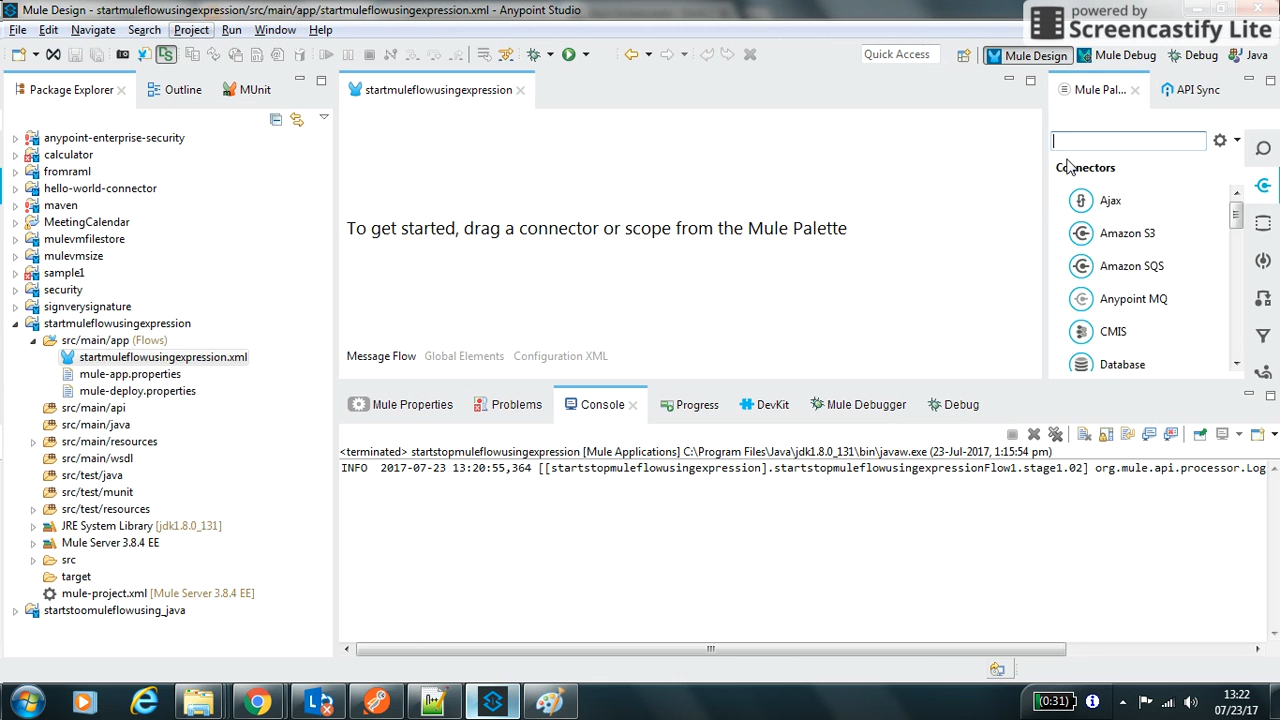 Mule Design - startmuleflowusingexpression/src/main/app/startmuleflowusingexpression.xml - Anypoint Studio
powered by
Screencastify Lite
File Edit Navigate Search Project Run Window Help
Quick Access
Mule Design Mule Debug Debug Java
Package Explorer Outline MUnit
startmuleflowusingexpression
Mule Pal... API Sync
anypoint-enterprise-security
calculator
fromraml
hello-world-connector
maven
MeetingCalendar
mulevmfilestore
mulevmsize
sample1
security
signverysignature
startmuleflowusingexpression
src/main/app (Flows)
startmuleflowusingexpression.xml
mule-app.properties
mule-deploy.properties
src/main/api
src/main/java
src/main/resources
src/main/wsdl
src/test/java
src/test/munit
src/test/resources
JRE System Library [jdk1.8.0_131]
Mule Server 3.8.4 EE
src
target
mule-project.xml [Mule Server 3.8.4 EE]
startstoomuleflowusing_java
To get started, drag a connector or scope from the Mule Palette
Message Flow Global Elements Configuration XML
Connectors
Ajax
Amazon S3
Amazon SQS
Anypoint MQ
CMIS
Database
Mule Properties Problems Console Progress DevKit Mule Debugger Debug
<terminated> startstopmuleflowusingexpression [Mule Applications] C:\Program Files\Java\jdk1.8.0_131\bin\javaw.exe (23-Jul-2017, 1:15:54 pm)
INFO 2017-07-23 13:20:55,364 [[startstopmuleflowusingexpression].startstopmuleflowusingexpressionFlow1.stage1.02] org.mule.api.processor.Log
(0:31)
13:22
07/23/17